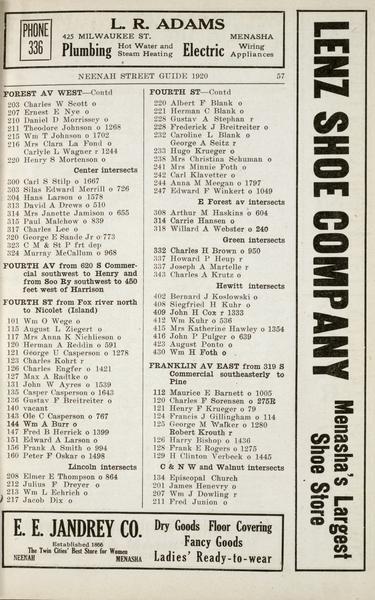 PHONE 336
L. R. ADAMS
425 MILWAUKEE ST. MENASHA
Plumbing Hot Water and Steam Heating Electric Wiring Appliances
NEENAH STREET GUIDE 1920 57
FOREST AV WEST—Contd
203 Charles W Scott o
207 Ernest E Nye o
210 Daniel D Morrissey o
211 Theodore Johnson o 1268
215 Wm T Johnson o 1702
216 Mrs Clara La Fond o
Carlyle L Wagner r 1244
220 Henry S Mortenson o
Center intersects
300 Carl S Stilp o 1667
303 Silas Edward Merrill o 726
204 Hans Larson o 1578
313 David A Drews o 510
314 Mrs Janette Jamison o 655
315 Paul Malchow o 839
317 Charles Lee o
320 George E Sande Jr o 773
323 C M & St P frt dep
324 Murray McCallum o 968
FOURTH AV from 620 S Commercial southwest to Henry and
from Soo Ry southwest to 450
feet west of Harrison
FOURTH ST from Fox river north
to Nicolet (Island)
101 Wm O Wege o
115 August L Ziegert o
117 Mrs Anna K Nichlieson o
120 Herman A Reddin o 591
121 George U Casperson o 1278
123 Charles Kohrt r
126 Charles Engfer o 1421
127 Max A Radtke o
131 John W Ayres o 1539
135 Casper Casperson o 1643
136 Gustav F Breitreiter o
140 vacant
143 Ole C Casperson o 767
144 Wm A Burr o
147 Fred B Herrick o 1399
151 Edward A Larson o
156 Frank A Smith o 994
160 Peter F Oskar o 1498
Lincoln intersects
208 Elmer E Thompson o 864
212 Julius F Dreyer o
213 Wm L Eehrich o
217 Jacob Dix o
FOURTH ST—Contd
220 Albert F Blank o
221 Herman C Blank o
228 Gustav A Stephan r
228 Frederick J Breitreiter o
232 Caroline L Blank o
George A Seitz r
233 Hugo Krueger o
238 Mrs Christina Schuman o
241 Mrs Minnie Foth o
242 Carl Klavetter o
244 Anna M Meegan o 1797
247 Edward F Winkert o 1049
E Forest av intersects
308 Arthur M Haskins o 604
314 Carrie Hansen o
318 Willard A Webster o 240
Green intersects
332 Charles H Brown o 950
337 Howard P Heup r
337 Joseph A Martelle r
343 Charles A Krutz o
Hewitt intersects
402 Bernard J Koslowski o
408 Siegfried H Kuhr o
409 John H Cox r 1333
412 Wm Kuhr o 536
415 Mrs Katherine Hawley o 1354
416 John P Pulger o 639
423 August Ponto o
430 Wm H Foth o
FRANKLIN AV EAST from 319 S
Commercial southeasterly to
Pine
112 Maurice E Barnett o 1005
120 Charles F Sorensen o 275R
121 Henry F Krueger o 79
124 Francis J Gillingham o 114
125 George M Walker o 1280
Robert Krouth r
126 Harry Bishop o 1436
128 Frank E Rogers o 1275
129 H Clinton Verbeck o 1445
C & N W and Walnut intersects
134 Episcopal Church
201 James Henevry o
207 Wm J Dowling r
211 Fred Junion o
LENZ SHOE COMPANY
Menasha's Largest
Shoe Store
E. E. JANDREY CO.
Established 1866
The Twin Cities' Best Store for Women
NEENAH MENASHA
Dry Goods Floor Covering
Fancy Goods
Ladies' Ready-to-wear